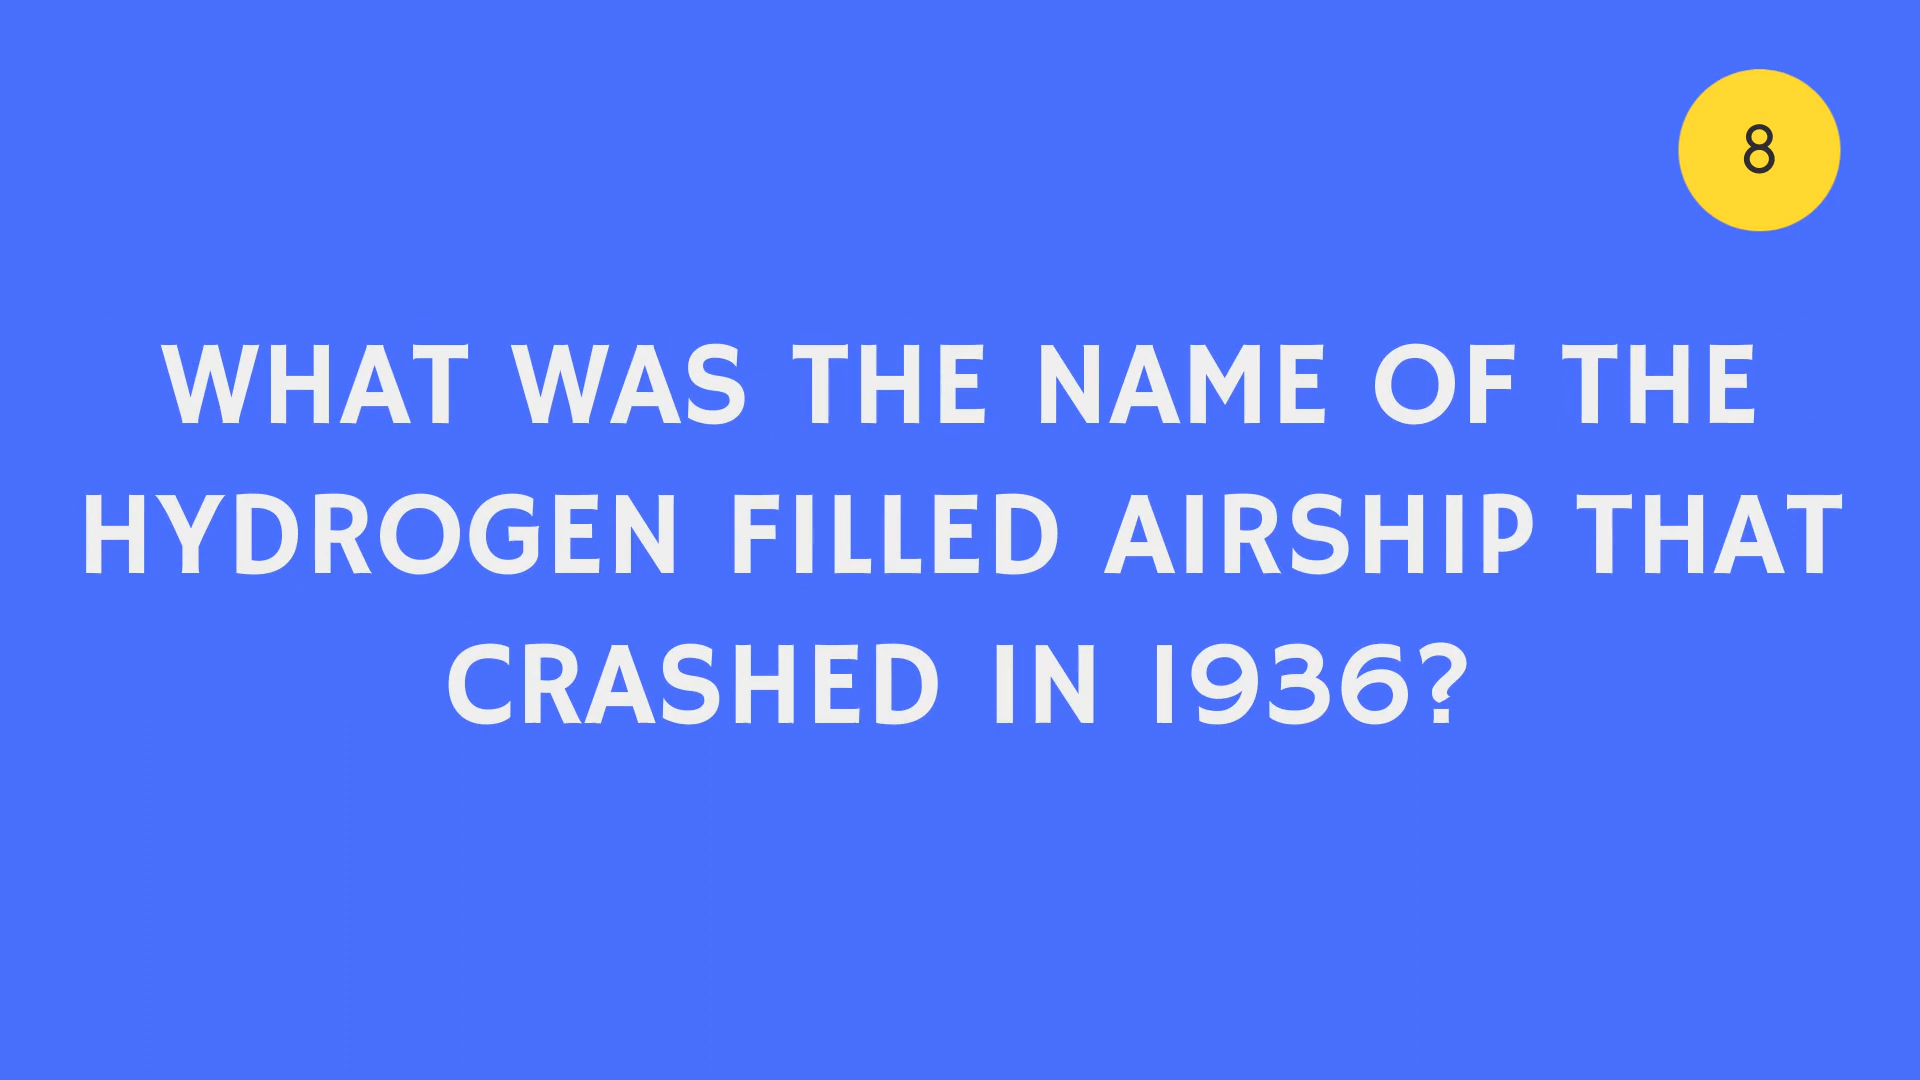 8
WHAT WAS THE NAME OF THE
HYDROGEN FILLED AIRSHIP THAT
CRASHED IN 1936?